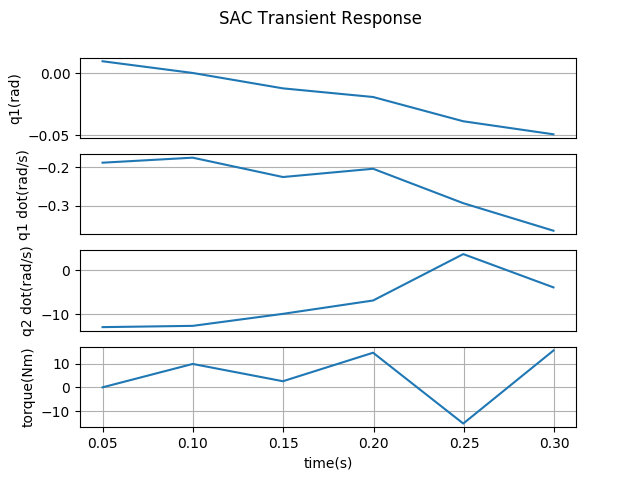 SAC Transient Response
q1(rad)
0.00
−0.05
q1 dot(rad/s)
−0.2
−0.3
q2 dot(rad/s)
0
−10
torque(Nm)
10
0
−10
0.05 0.10 0.15 0.20 0.25 0.30
time(s)